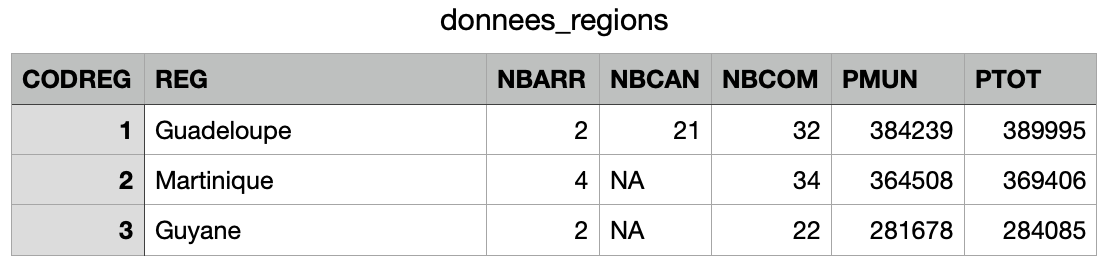 donnees_regions
CODREG REG NBARR NBCAN NBCOM PMUN PTOT
1 Guadeloupe 2 21 32 384239 389995
2 Martinique 4 NA 34 364508 369406
3 Guyane 2 NA 22 281678 284085